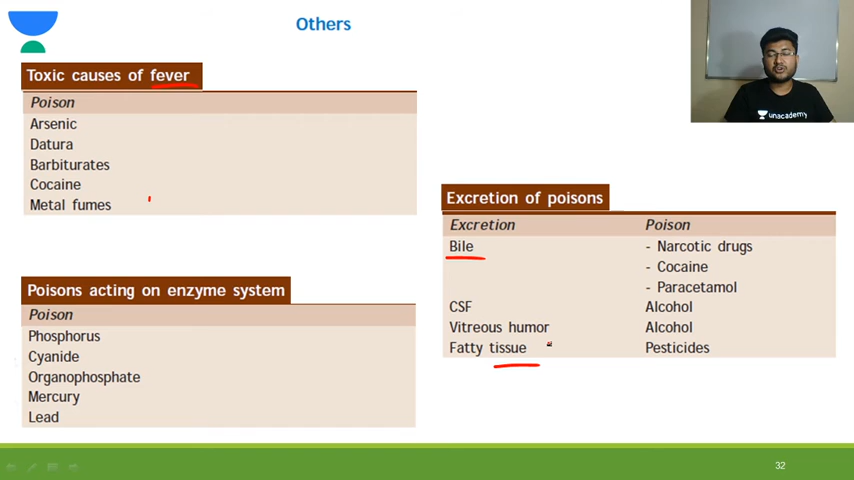 Others
Toxic causes of fever
Poison
Arsenic
Datura
Barbiturates
Cocaine
Metal fumes
Poisons acting on enzyme system
Poison
Phosphorus
Cyanide
Organophosphate
Mercury
Lead
unacademy
Excretion of poisons
Excretion Poison
Bile - Narcotic drugs
- Cocaine
- Paracetamol
CSF Alcohol
Vitreous humor Alcohol
Fatty tissue Pesticides
32